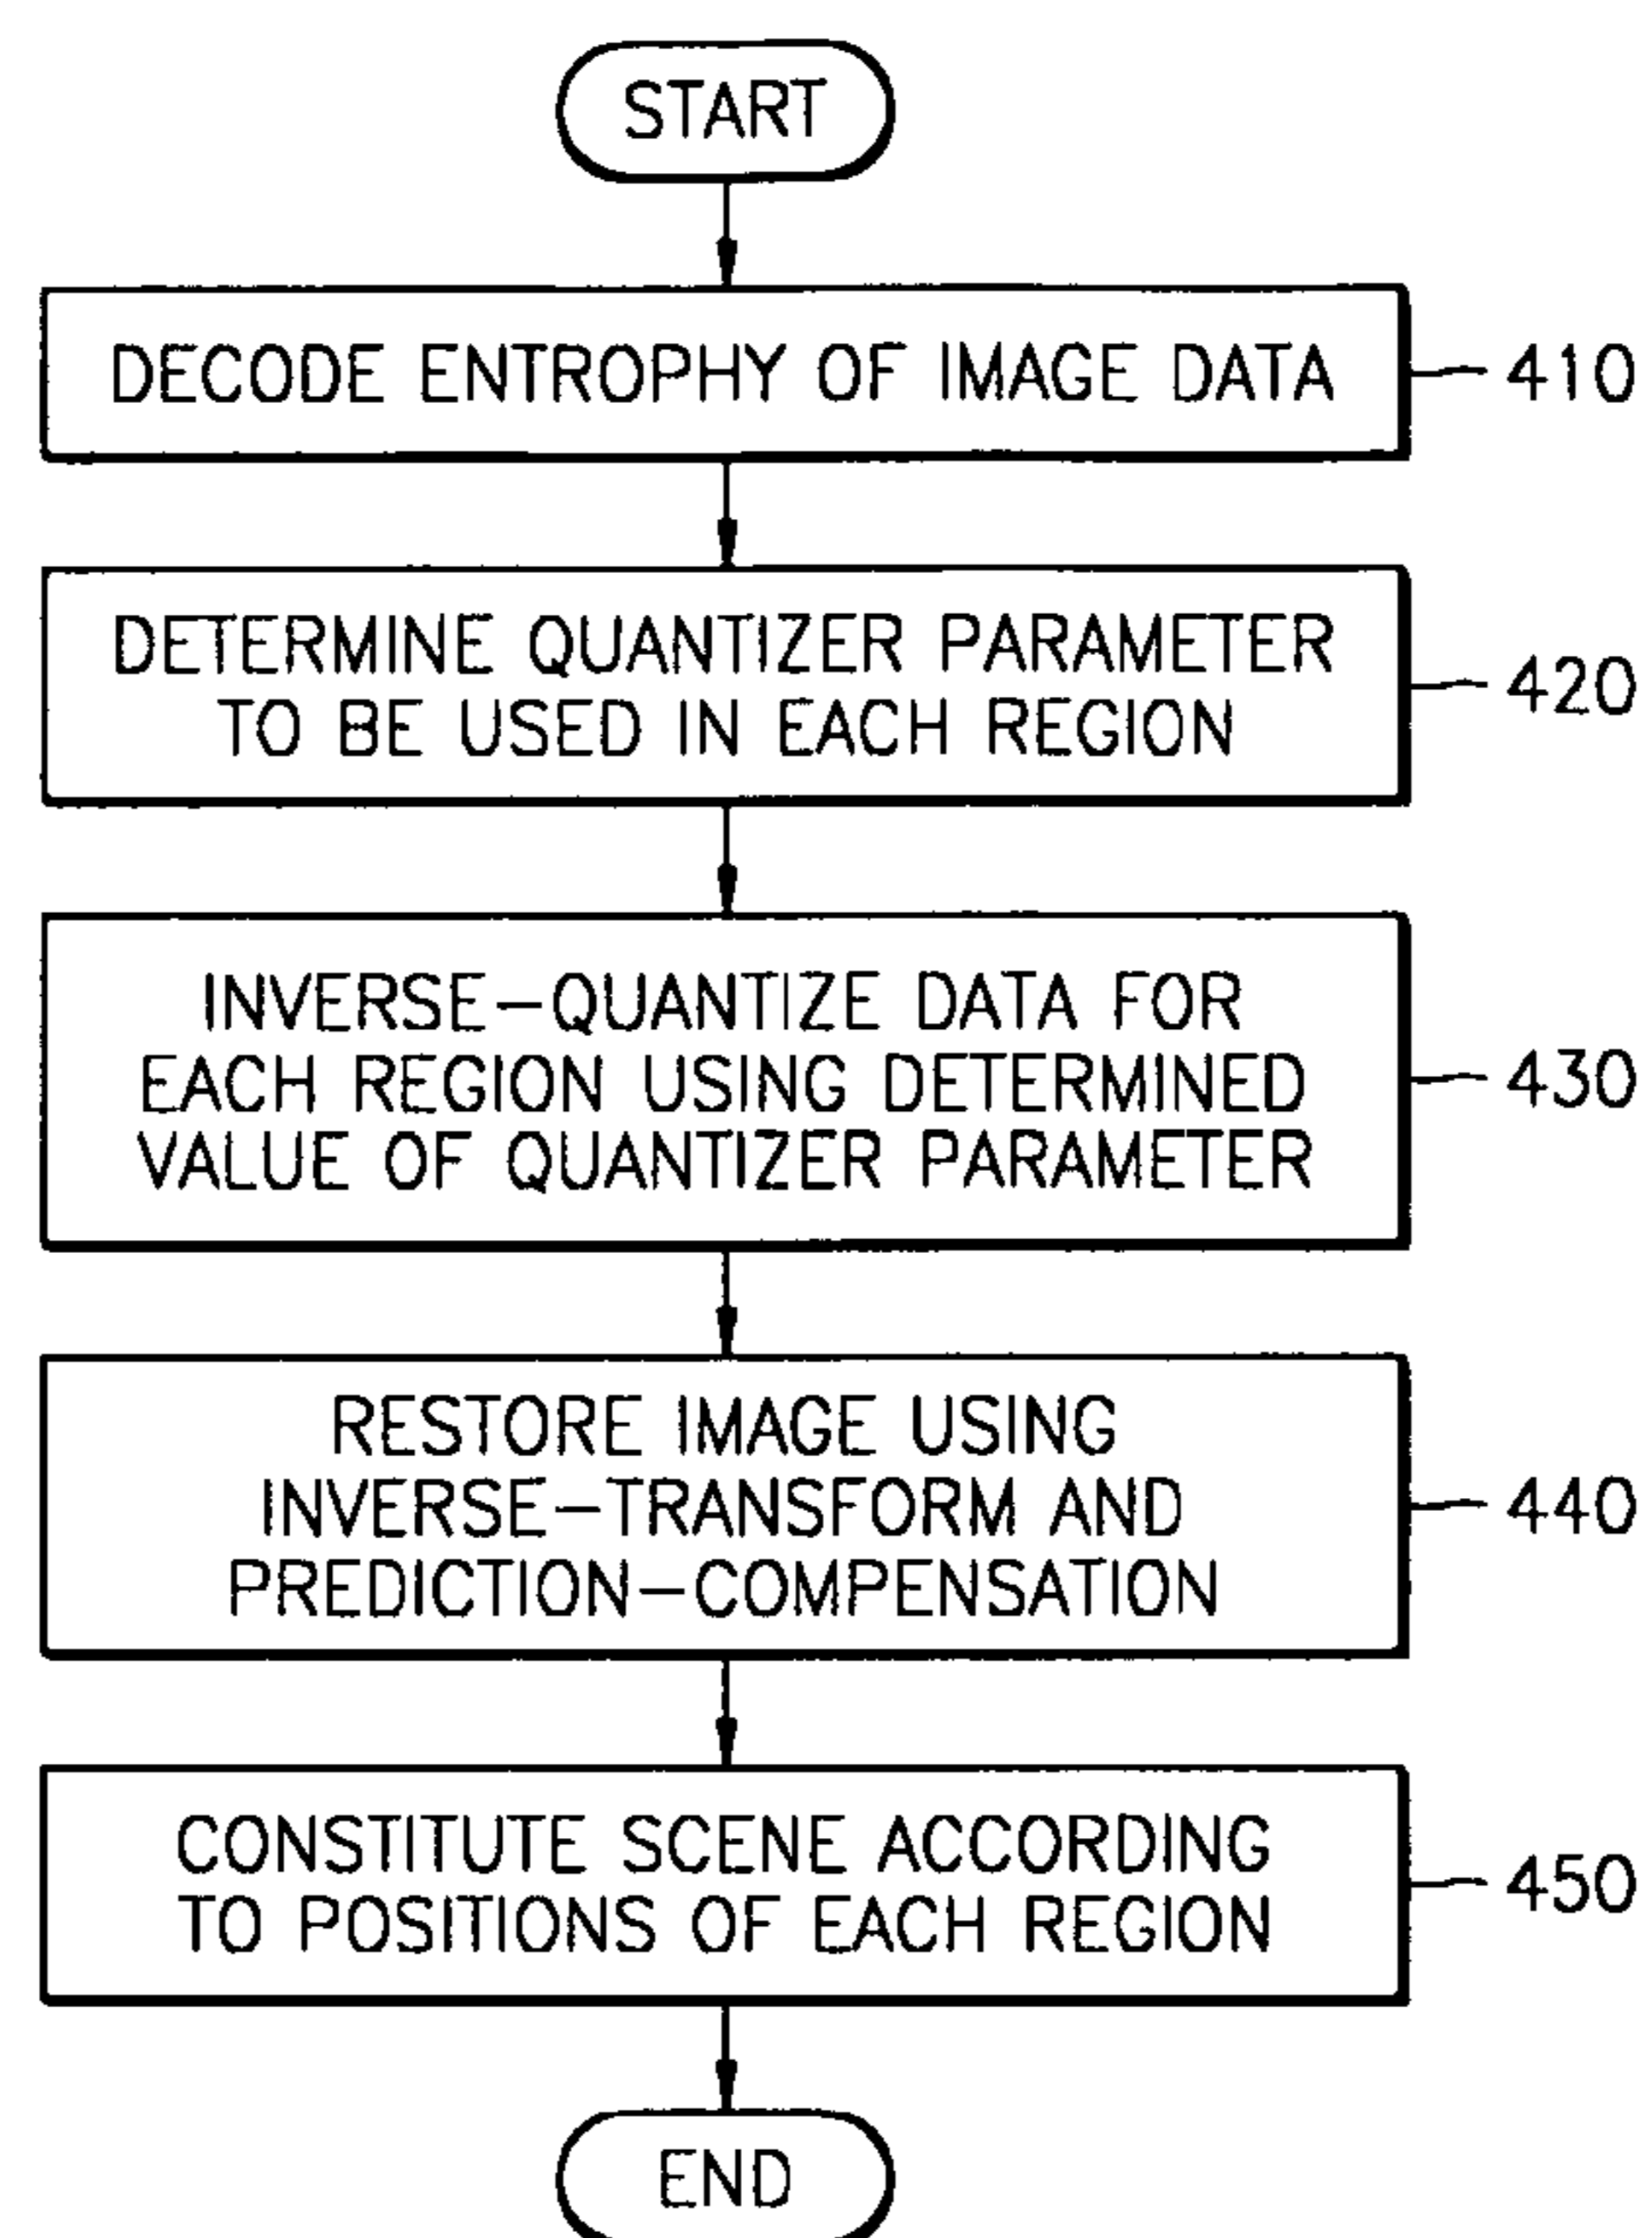 START
DECODE ENTROPHY OF IMAGE DATA
410
DETERMINE QUANTIZER PARAMETER
TO BE USED IN EACH REGION
420
INVERSE-QUANTIZE DATA FOR
EACH REGION USING DETERMINED
VALUE OF QUANTIZER PARAMETER
430
RESTORE IMAGE USING
INVERSE-TRANSFORM AND
PREDICTION-COMPENSATION
440
CONSTITUTE SCENE ACCORDING
TO POSITIONS OF EACH REGION
450
END